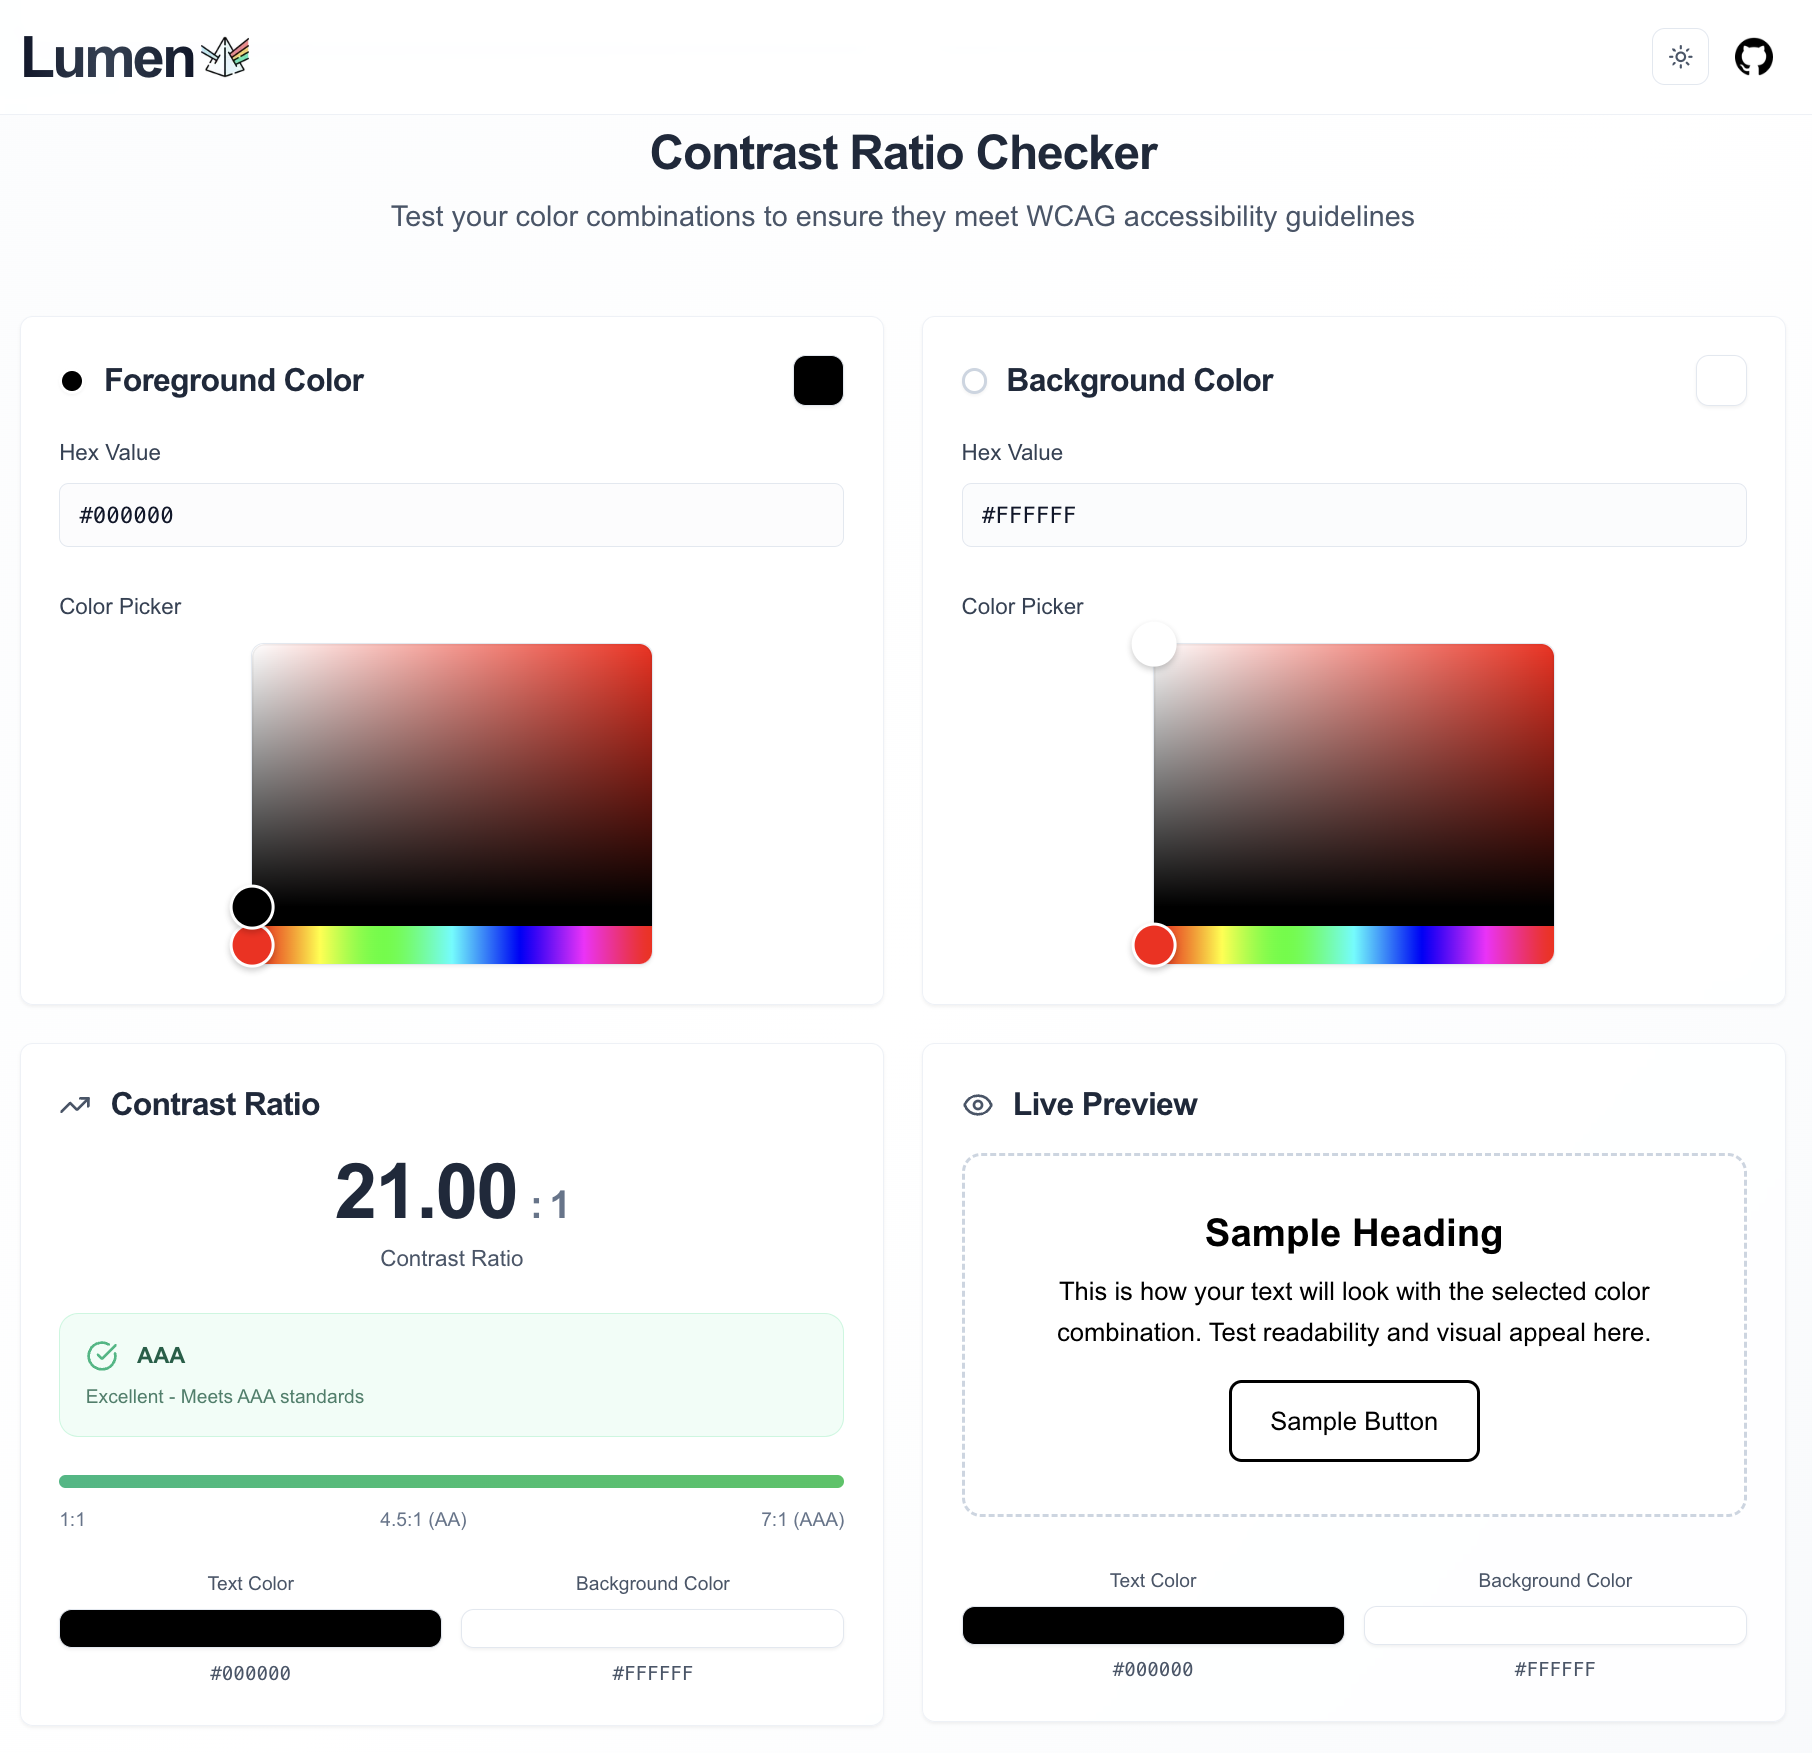 Lumen
Contrast Ratio Checker
Test your color combinations to ensure they meet WCAG accessibility guidelines
Foreground Color
Hex Value
#000000
Color Picker
Background Color
Hex Value
#FFFFFF
Color Picker
Contrast Ratio
21.00 : 1
Contrast Ratio
AAA
Excellent - Meets AAA standards
1:1 4.5:1 (AA) 7:1 (AAA)
Text Color Background Color
#000000 #FFFFFF
Live Preview
Sample Heading
This is how your text will look with the selected color
combination. Test readability and visual appeal here.
Sample Button
Text Color Background Color
#000000 #FFFFFF